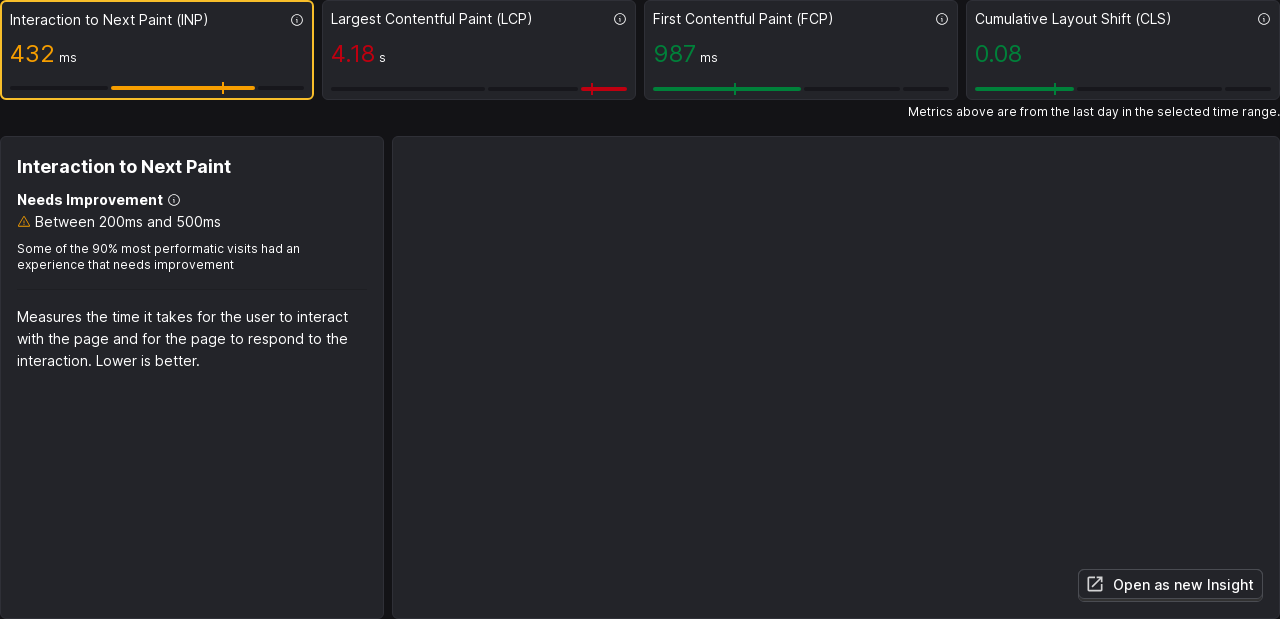 Interaction to Next Paint (INP)
432 ms
Largest Contentful Paint (LCP)
4.18 s
First Contentful Paint (FCP)
987 ms
Cumulative Layout Shift (CLS)
0.08
Metrics above are from the last day in the selected time range.
Interaction to Next Paint
Needs Improvement
Between 200ms and 500ms
Some of the 90% most performatic visits had an
experience that needs improvement
Measures the time it takes for the user to interact
with the page and for the page to respond to the
interaction. Lower is better.
Open as new Insight